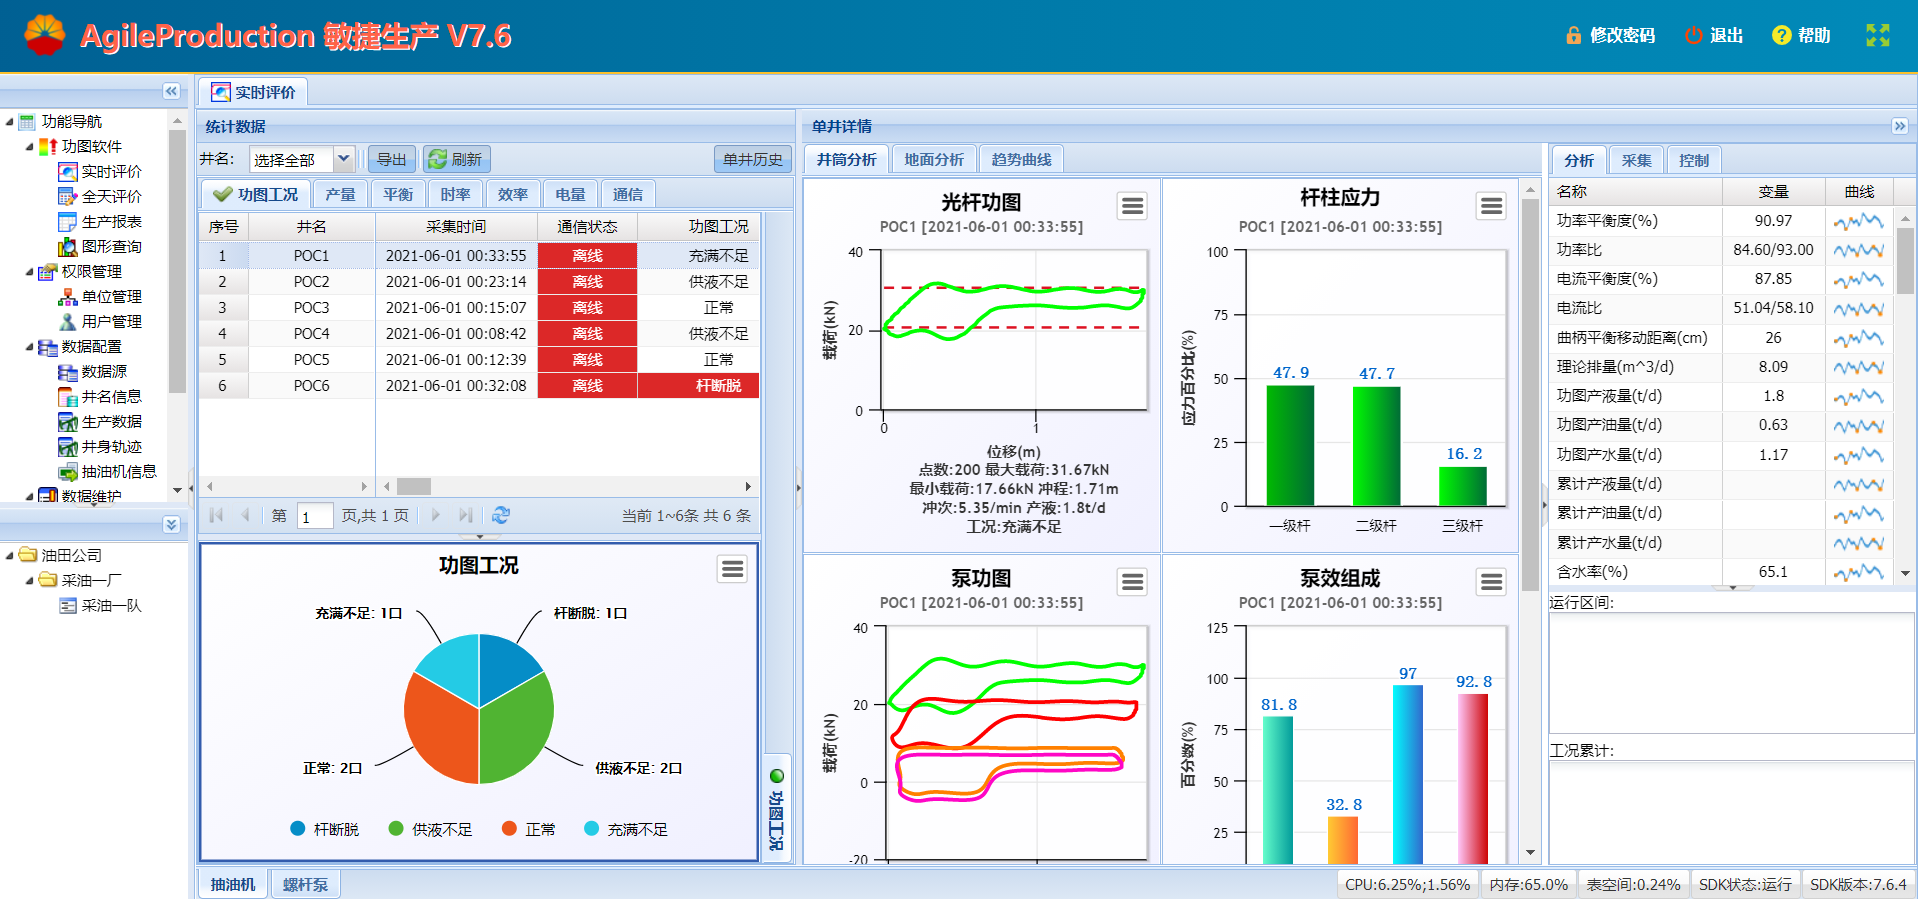 AgileProduction 敏捷生产 V7.6
修改密码 退出 帮助
功能导航
功图软件
实时评价
全天评价
生产报表
图形查询
权限管理
单位管理
用户管理
数据配置
数据源
井名信息
生产数据
井身轨迹
抽油机信息
数据维护
油田公司
采油一厂
采油一队
实时评价
统计数据
井名: 选择全部 导出 刷新 单井历史
功图工况 产量 平衡 时率 效率 电量 通信
序号 井名 采集时间 通信状态 功图工况
1 POC1 2021-06-01 00:33:55 离线 充满不足
2 POC2 2021-06-01 00:23:14 离线 供液不足
3 POC3 2021-06-01 00:15:07 离线 正常
4 POC4 2021-06-01 00:08:42 离线 供液不足
5 POC5 2021-06-01 00:12:39 离线 正常
6 POC6 2021-06-01 00:32:08 离线 杆断脱
第 1 页,共 1 页 当前 1~6条 共 6 条
功图工况
充满不足: 1口 杆断脱: 1口
正常: 2口 供液不足: 2口
杆断脱 供液不足 正常 充满不足
功图工况
抽油机 螺杆泵
单井详情
井筒分析 地面分析 趋势曲线
光杆功图
POC1 [2021-06-01 00:33:55]
载荷(kN)
40
20
0
0 1
位移(m)
点数:200 最大载荷:31.67kN
最小载荷:17.66kN 冲程:1.71m
冲次:5.35/min 产液:1.8t/d
工况:充满不足
杆柱应力
POC1 [2021-06-01 00:33:55]
应力百分比(%)
100
75
50
25
0
47.9 47.7 16.2
一级杆 二级杆 三级杆
泵功图
POC1 [2021-06-01 00:33:55]
载荷(kN)
40
20
0
-20
泵效组成
POC1 [2021-06-01 00:33:55]
百分数(%)
125
100
75
50
25
81.8 32.8 97 92.8
分析 采集 控制
名称 变量 曲线
功率平衡度(%) 90.97
功率比 84.60/93.00
电流平衡度(%) 87.85
电流比 51.04/58.10
曲柄平衡移动距离(cm) 26
理论排量(m^3/d) 8.09
功图产液量(t/d) 1.8
功图产油量(t/d) 0.63
功图产水量(t/d) 1.17
累计产液量(t/d)
累计产油量(t/d)
累计产水量(t/d)
含水率(%) 65.1
运行区间:
工况累计:
CPU:6.25%;1.56% 内存:65.0% 表空间:0.24% SDK状态:运行 SDK版本:7.6.4